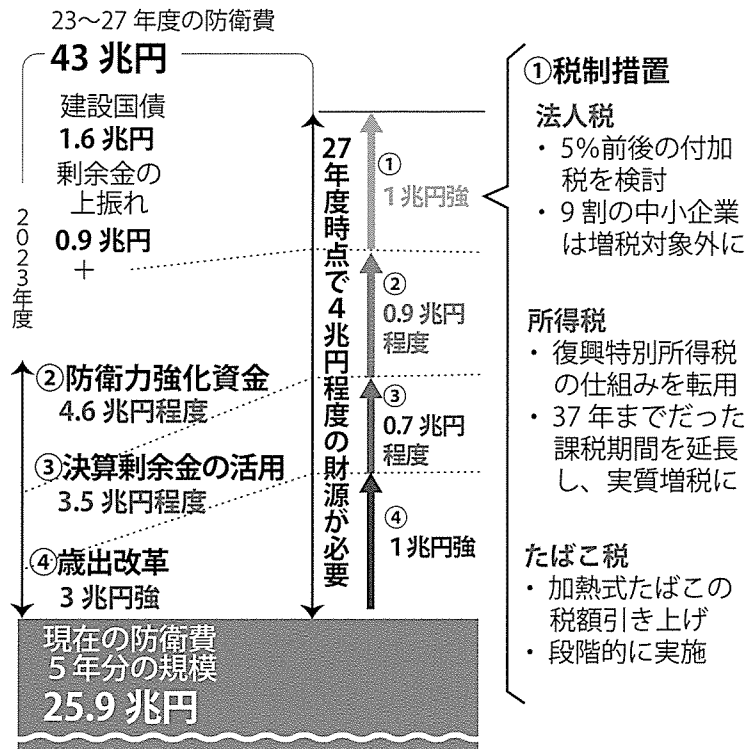 23～27年度の防衛費
43兆円
建設国債
1.6兆円
剰余金の
上振れ
0.9兆円
＋
2023年度
②防衛力強化資金
4.6兆円程度
③決算剰余金の活用
3.5兆円程度
④歳出改革
3兆円強
現在の防衛費
5年分の規模
25.9兆円
27年度時点で4兆円程度の財源が必要
①
1兆円強
②
0.9兆円
程度
③
0.7兆円
程度
④
1兆円強
①税制措置
法人税
・5％前後の付加
税を検討
・9割の中小企業
は増税対象外に
所得税
・復興特別所得税
の仕組みを転用
・37年までだった
課税期間を延長
し、実質増税に
たばこ税
・加熱式たばこの
税額引き上げ
・段階的に実施